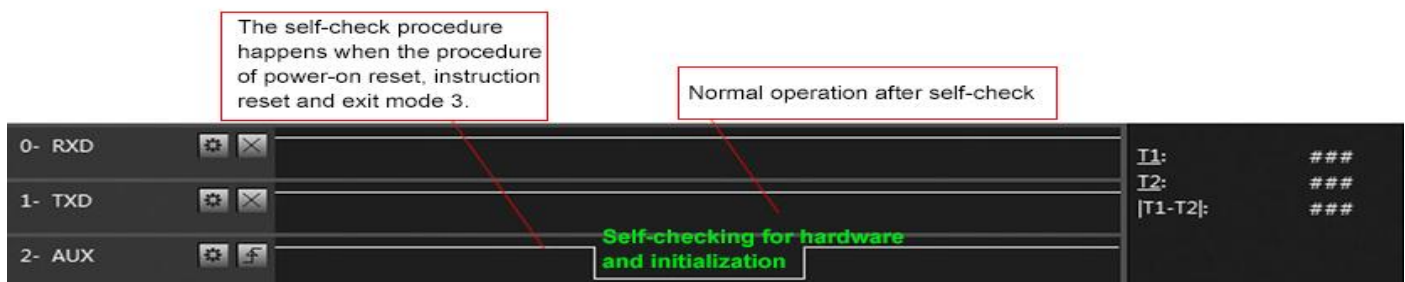 The self-check procedure
happens when the procedure
of power-on reset, instruction
reset and exit mode 3.
Normal operation after self-check
0- RXD
1- TXD
2- AUX
Self-checking for hardware
and initialization
T1: ###
T2: ###
|T1-T2|: ###